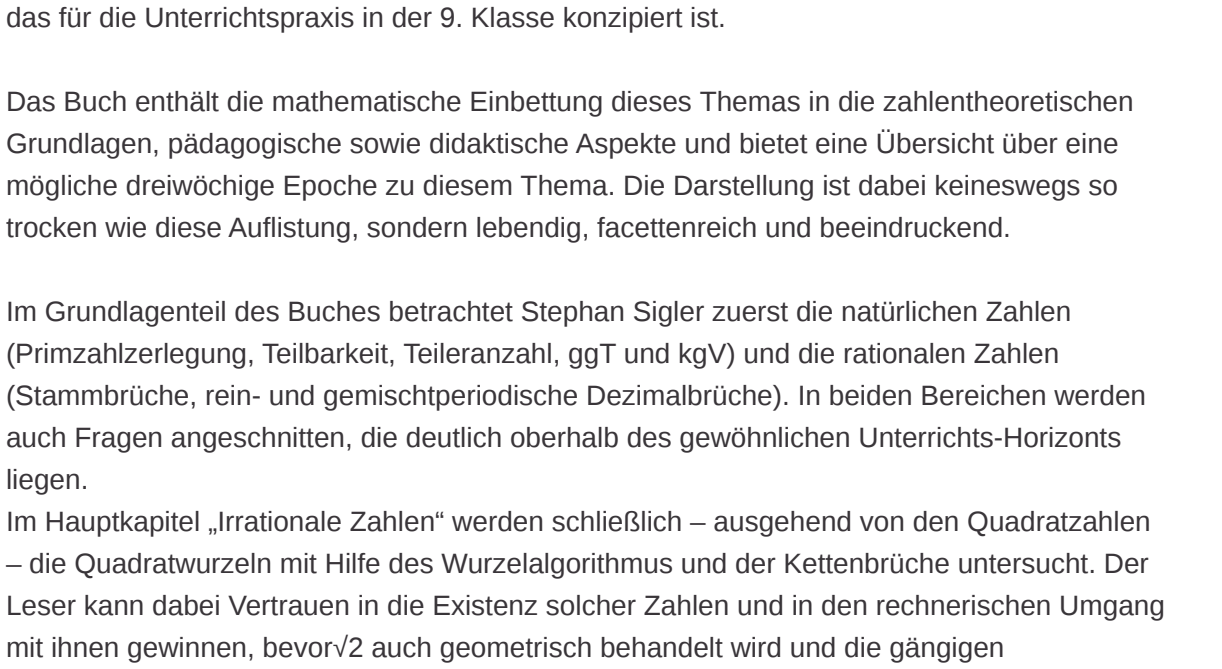 das für die Unterrichtspraxis in der 9. Klasse konzipiert ist.
Das Buch enthält die mathematische Einbettung dieses Themas in die zahlentheoretischen
Grundlagen, pädagogische sowie didaktische Aspekte und bietet eine Übersicht über eine
mögliche dreiwöchige Epoche zu diesem Thema. Die Darstellung ist dabei keineswegs so
trocken wie diese Auflistung, sondern lebendig, facettenreich und beeindruckend.
Im Grundlagenteil des Buches betrachtet Stephan Sigler zuerst die natürlichen Zahlen
(Primzahlzerlegung, Teilbarkeit, Teileranzahl, ggT und kgV) und die rationalen Zahlen
(Stammbrüche, rein- und gemischtperiodische Dezimalbrüche). In beiden Bereichen werden
auch Fragen angeschnitten, die deutlich oberhalb des gewöhnlichen Unterrichts-Horizonts
liegen.
Im Hauptkapitel „Irrationale Zahlen“ werden schließlich – ausgehend von den Quadratzahlen
– die Quadratwurzeln mit Hilfe des Wurzelalgorithmus und der Kettenbrüche untersucht. Der
Leser kann dabei Vertrauen in die Existenz solcher Zahlen und in den rechnerischen Umgang
mit ihnen gewinnen, bevor√2 auch geometrisch behandelt wird und die gängigen